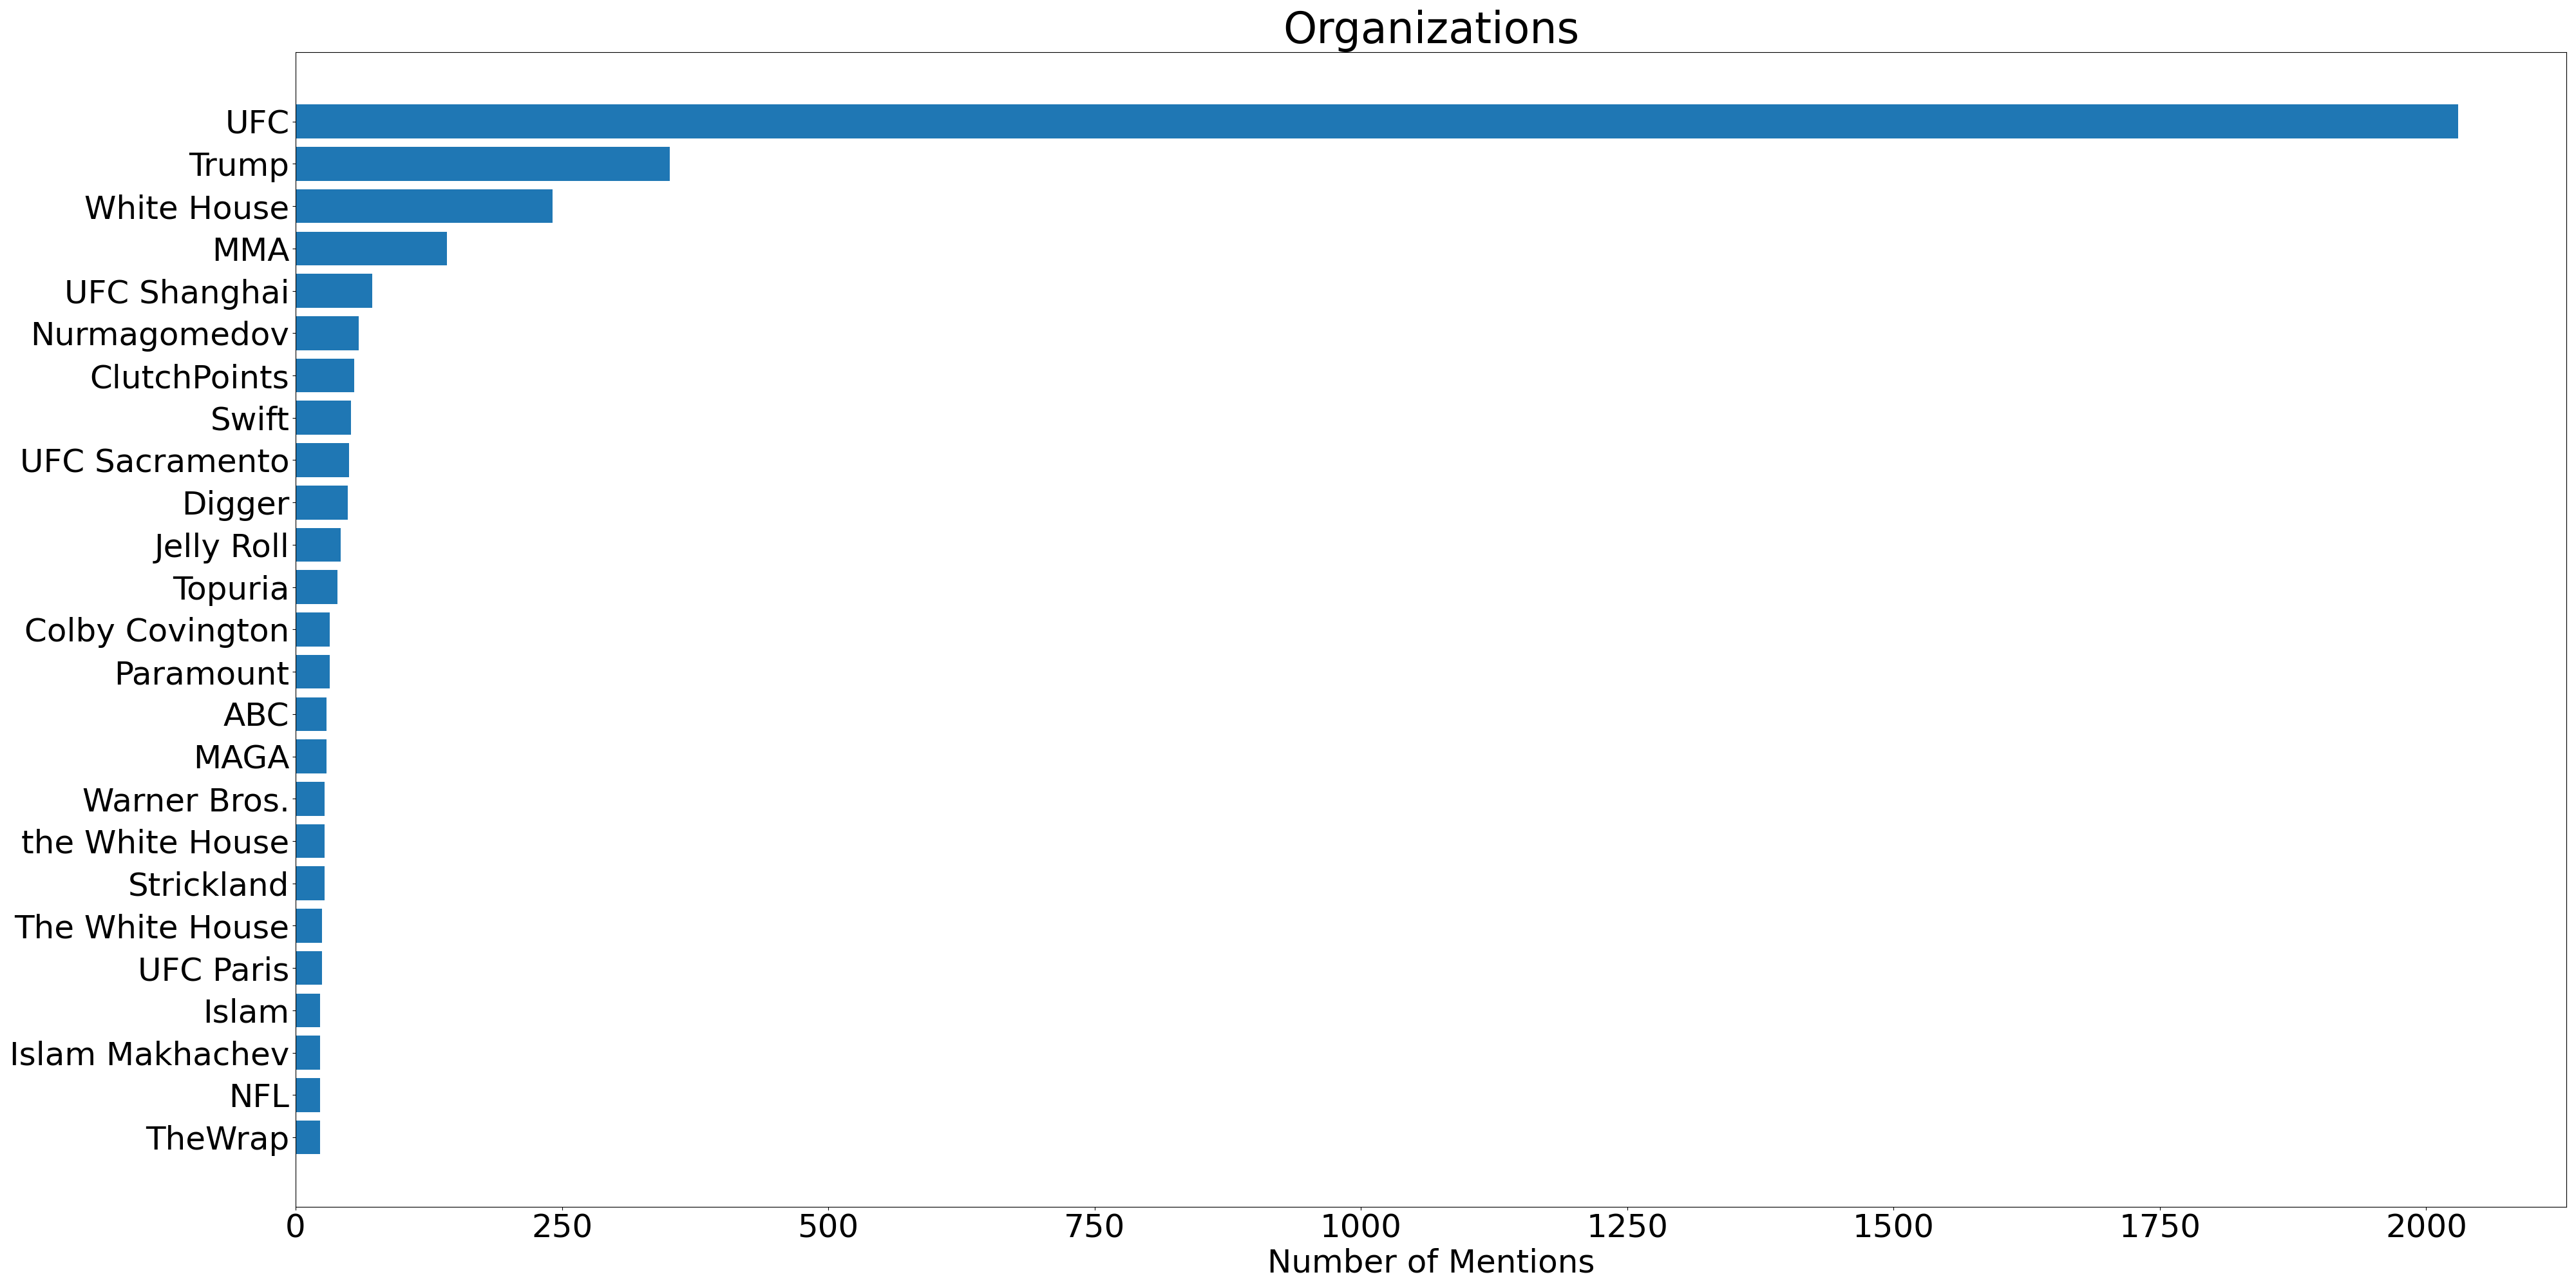 Organizations
UFC
Trump
White House
MMA
UFC Shanghai
Nurmagomedov
ClutchPoints
Swift
UFC Sacramento
Digger
Jelly Roll
Topuria
Colby Covington
Paramount
ABC
MAGA
Warner Bros.
the White House
Strickland
The White House
UFC Paris
Islam
Islam Makhachev
NFL
TheWrap
0 250 500 750 1000 1250 1500 1750 2000
Number of Mentions